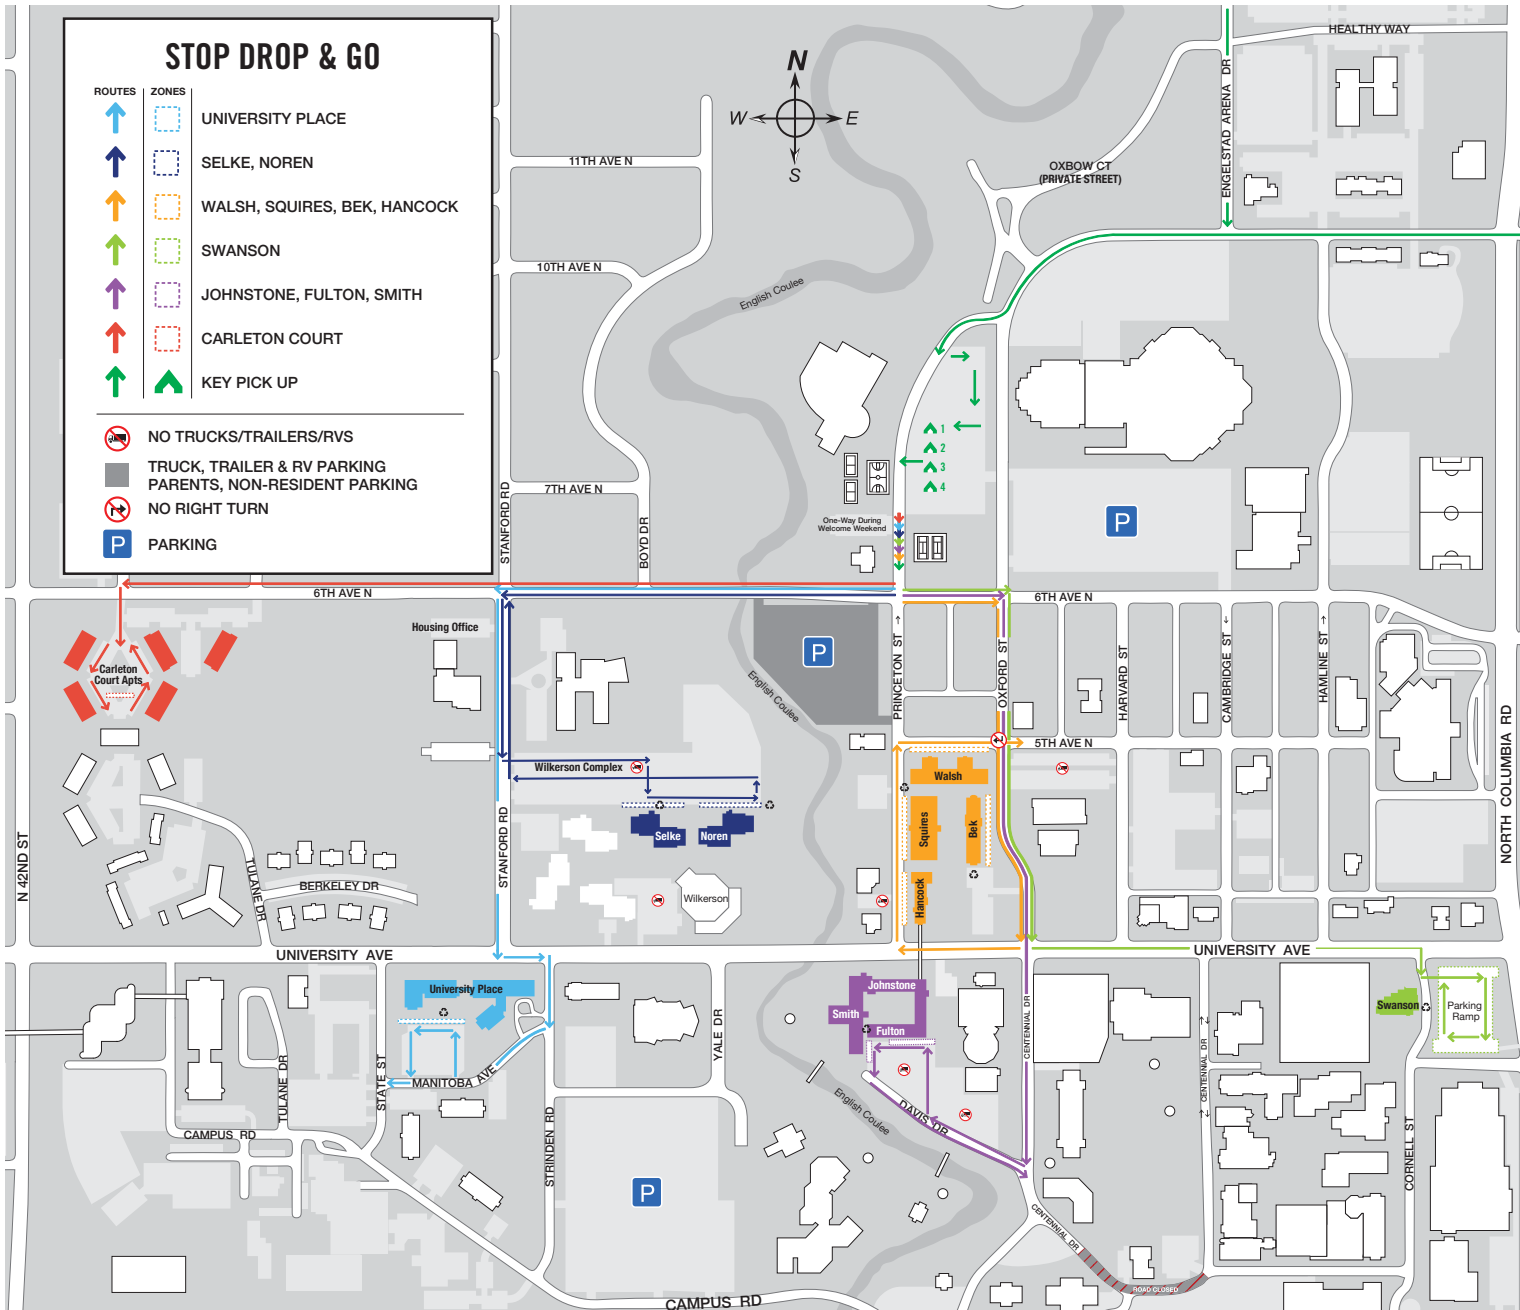 STOP DROP & GO
ROUTES
ZONES
UNIVERSITY PLACE
SELKE, NOREN
WALSH, SQUIRES, BEK, HANCOCK
SWANSON
JOHNSTONE, FULTON, SMITH
CARLETON COURT
KEY PICK UP
NO TRUCKS/TRAILERS/RVS
TRUCK, TRAILER & RV PARKING
PARENTS, NON-RESIDENT PARKING
NO RIGHT TURN
P
PARKING
N
W
E
S
HEALTHY WAY
ENGELSTAD ARENA DR
OXBOW CT
(PRIVATE STREET)
11TH AVE N
10TH AVE N
English Coulee
7TH AVE N
STANFORD RD
BOYD DR
1
2
3
4
One-Way During
Welcome Weekend
P
6TH AVE N
6TH AVE N
Housing Office
P
PRINCETON ST
OXFORD ST
HARVARD ST
CAMBRIDGE ST
HAMLINE ST
NORTH COLUMBIA RD
Carleton
Court Apts
English Coulee
5TH AVE N
Wilkerson Complex
Walsh
Squires
Bek
Hancock
Selke
Noren
Wilkerson
N 42ND ST
STANFORD RD
TULANE DR
BERKELEY DR
UNIVERSITY AVE
UNIVERSITY AVE
University Place
Johnstone
Smith
Fulton
Swanson
Parking
Ramp
CENTENNIAL DR
CENTENNIAL DR
YALE DR
STATE ST
MANITOBA AVE
TULANE DR
CAMPUS RD
STRINDEN RD
English Coulee
DAVIS DR
CORNELL ST
P
CENTENNIAL DR
ROAD CLOSED
CAMPUS RD